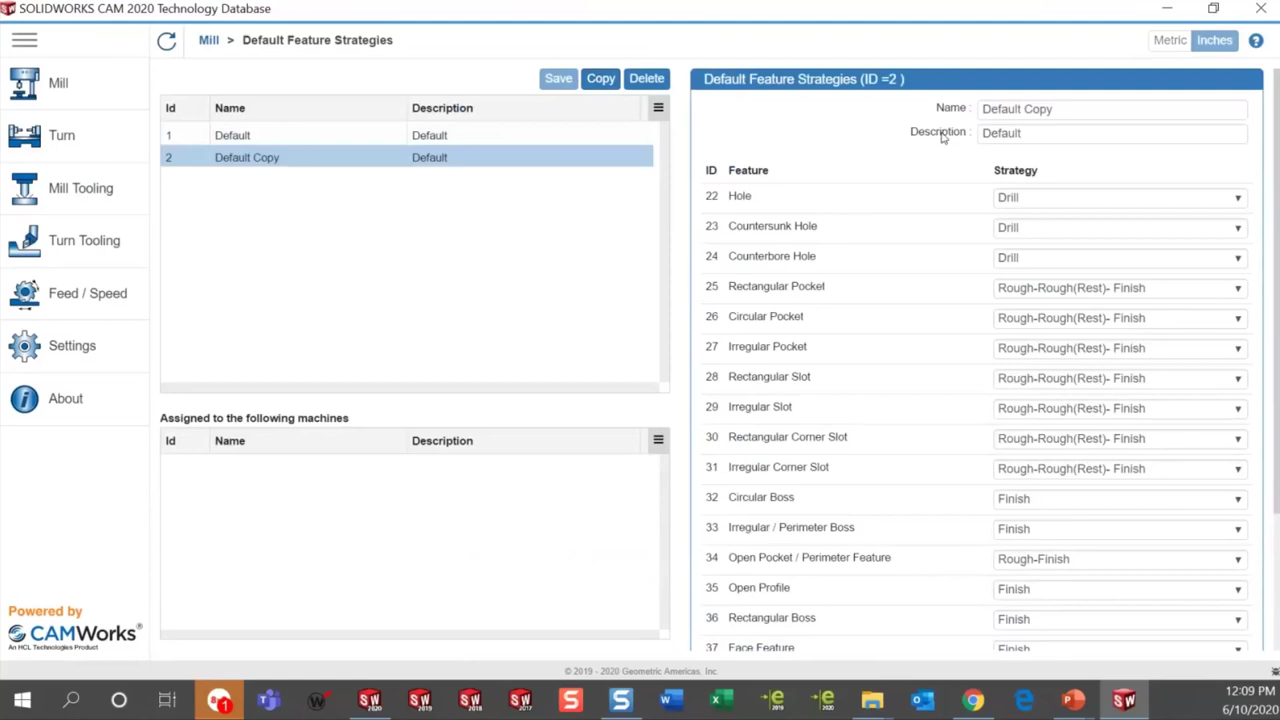 SOLIDWORKS CAM 2020 Technology Database
Mill > Default Feature Strategies
Metric Inches
Mill
Turn
Mill Tooling
Turn Tooling
Feed / Speed
Settings
About
Powered by
CAMWorks®
An HCL Technologies Product
Save Copy Delete
Id Name Description
1 Default Default
2 Default Copy Default
Assigned to the following machines
Id Name Description
Default Feature Strategies (ID =2 )
Name : Default Copy
Description : Default
ID Feature Strategy
22 Hole Drill
23 Countersunk Hole Drill
24 Counterbore Hole Drill
25 Rectangular Pocket Rough-Rough(Rest)- Finish
26 Circular Pocket Rough-Rough(Rest)- Finish
27 Irregular Pocket Rough-Rough(Rest)- Finish
28 Rectangular Slot Rough-Rough(Rest)- Finish
29 Irregular Slot Rough-Rough(Rest)- Finish
30 Rectangular Corner Slot Rough-Rough(Rest)- Finish
31 Irregular Corner Slot Rough-Rough(Rest)- Finish
32 Circular Boss Finish
33 Irregular / Perimeter Boss Finish
34 Open Pocket / Perimeter Feature Rough-Finish
35 Open Profile Finish
36 Rectangular Boss Finish
37 Face Feature Finish
© 2019 - 2020 Geometric Americas, Inc.
12:09 PM
6/10/2020